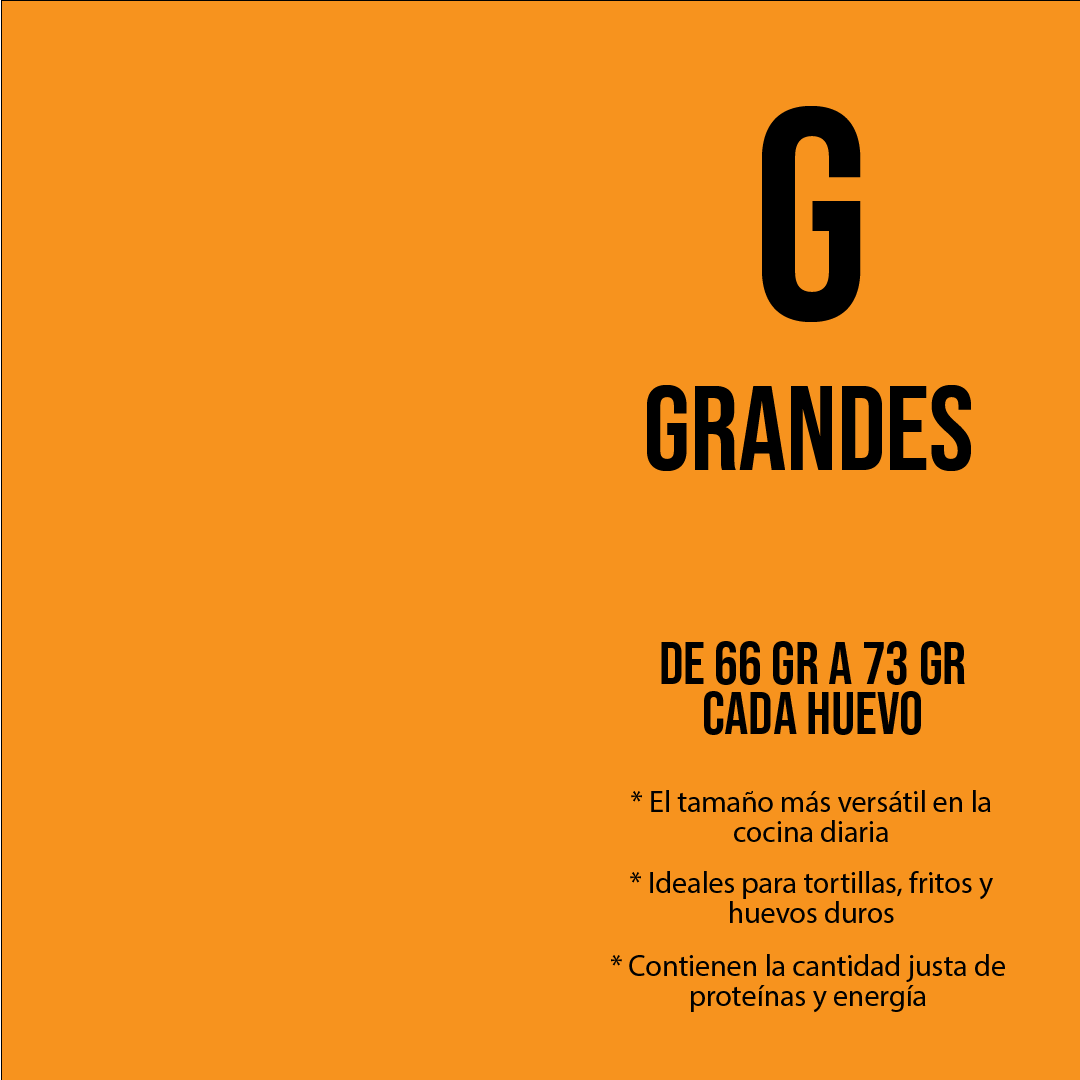 G
GRANDES
DE 66 GR A 73 GR
CADA HUEVO
* El tamaño más versátil en la
cocina diaria
* Ideales para tortillas, fritos y
huevos duros
* Contienen la cantidad justa de
proteínas y energía